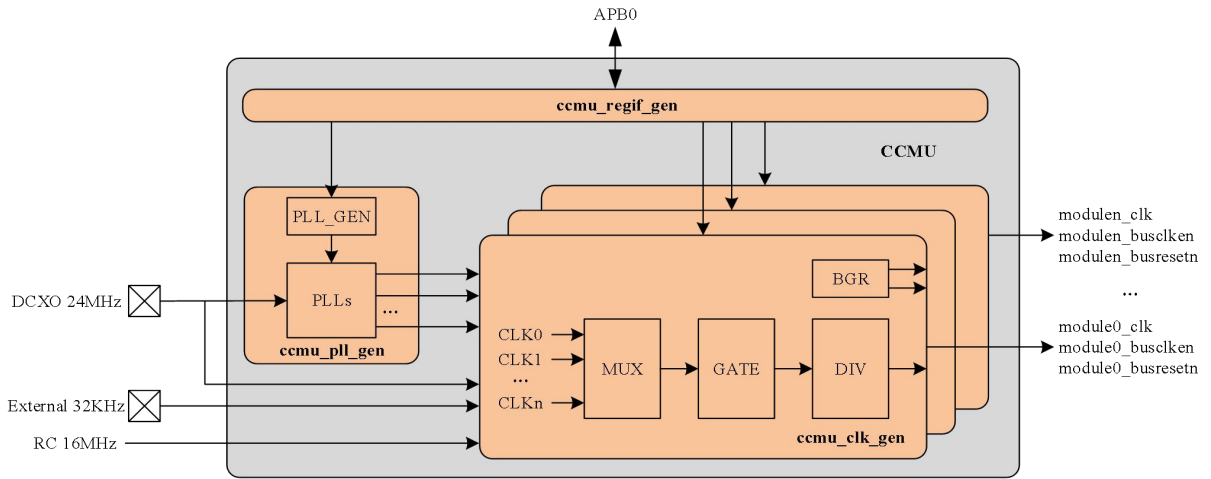 APB0
ccmu_regif_gen
CCMU
PLL_GEN
PLLs
...
ccmu_pll_gen
DCXO 24MHz
External 32KHz
RC 16MHz
BGR
CLK0
CLK1
...
CLKn
MUX
GATE
DIV
ccmu_clk_gen
modulen_clk
modulen_busclken
modulen_busresetn
...
module0_clk
module0_busclken
module0_busresetn